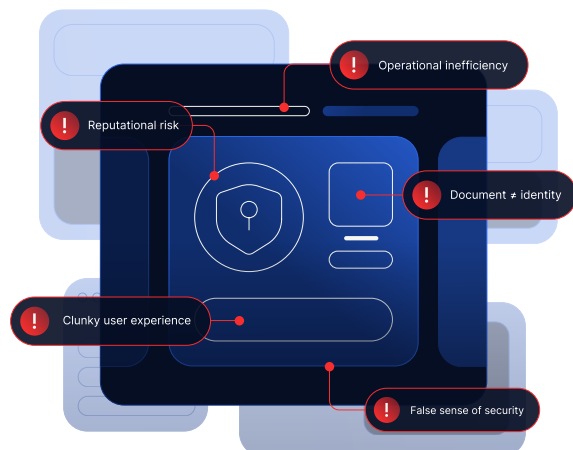 Operational inefficiency
Reputational risk
Document ≠ identity
Clunky user experience
False sense of security